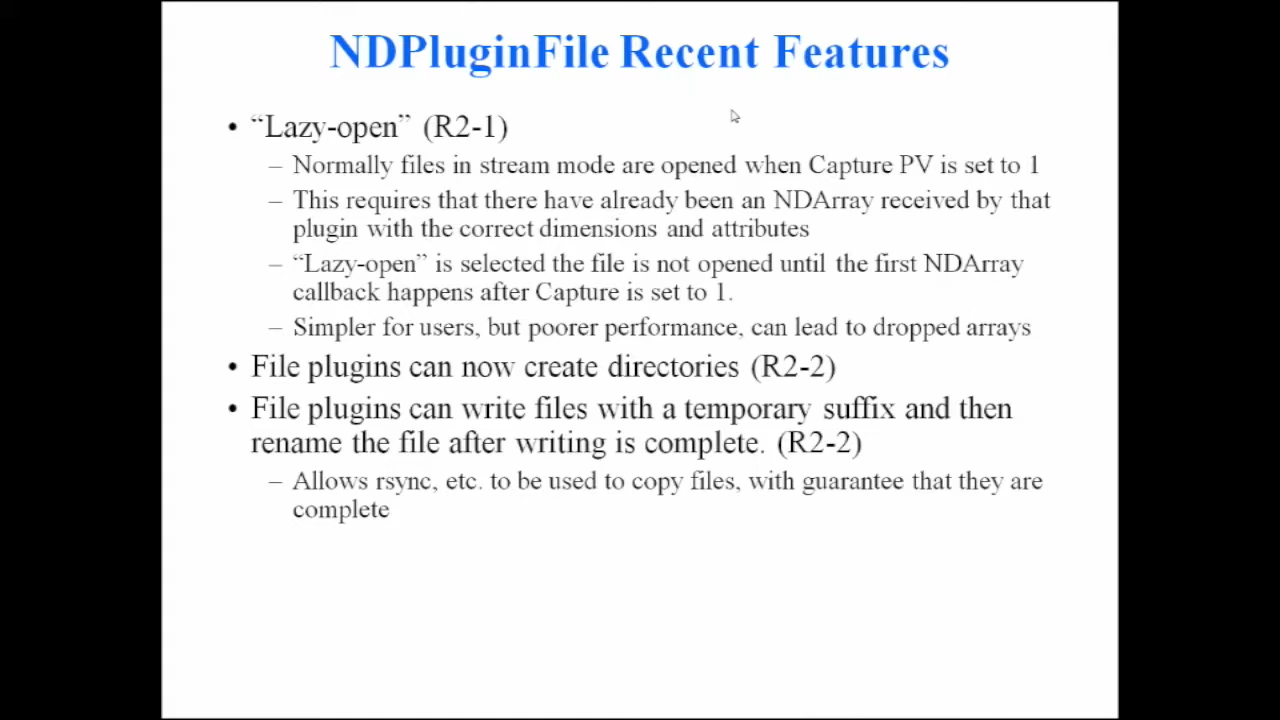 NDPluginFile Recent Features
• “Lazy-open” (R2-1)
– Normally files in stream mode are opened when Capture PV is set to 1
– This requires that there have already been an NDArray received by that
plugin with the correct dimensions and attributes
– “Lazy-open” is selected the file is not opened until the first NDArray
callback happens after Capture is set to 1.
– Simpler for users, but poorer performance, can lead to dropped arrays
• File plugins can now create directories (R2-2)
• File plugins can write files with a temporary suffix and then
rename the file after writing is complete. (R2-2)
– Allows rsync, etc. to be used to copy files, with guarantee that they are
complete